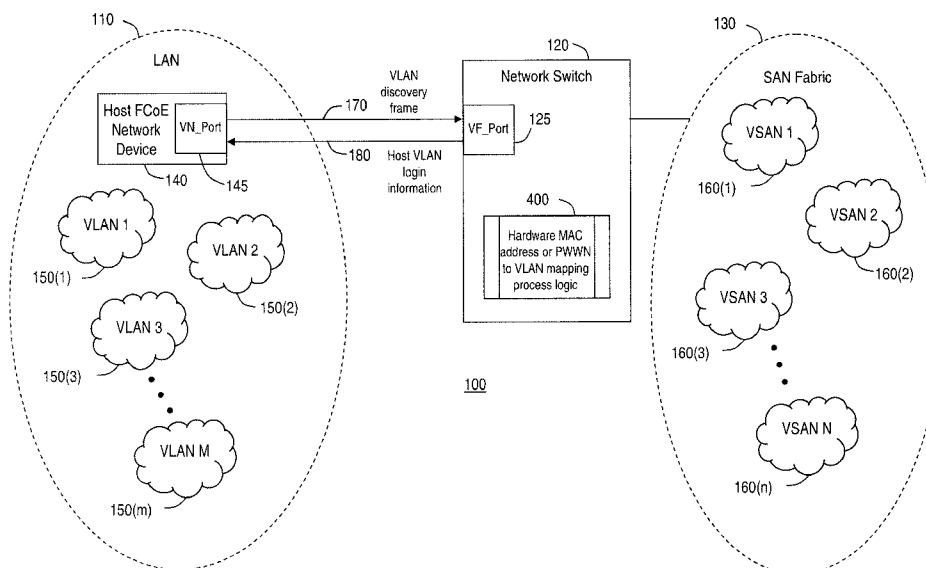 110
LAN
Host FCoE
Network
Device
VN_Port
140
145
VLAN
discovery
frame
170
180
Host VLAN
login
information
120
Network Switch
VF_Port
125
400
Hardware MAC
address or PWWN
to VLAN mapping
process logic
130
SAN Fabric
VSAN 1
160(1)
VSAN 2
160(2)
VSAN 3
160(3)
VSAN N
160(n)
VLAN 1
150(1)
VLAN 2
150(2)
VLAN 3
150(3)
VLAN M
150(m)
100